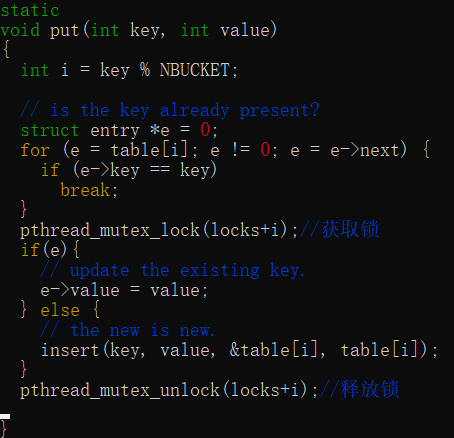 static
void put(int key, int value)
{
  int i = key % NBUCKET;

  // is the key already present?
  struct entry *e = 0;
  for (e = table[i]; e != 0; e = e->next) {
    if (e->key == key)
      break;
  }
  pthread_mutex_lock(locks+i);//获取锁
  if(e){
    // update the existing key.
    e->value = value;
  } else {
    // the new is new.
    insert(key, value, &table[i], table[i]);
  }
  pthread_mutex_unlock(locks+i);//释放锁

}